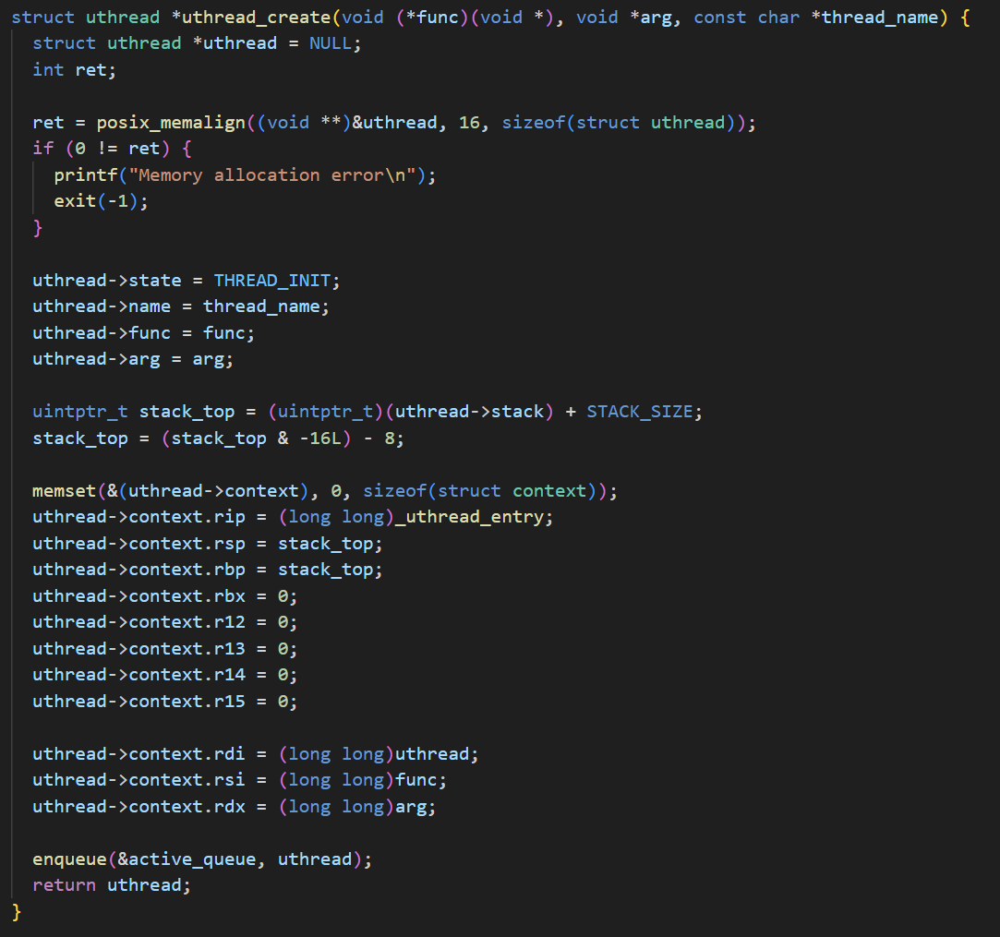 struct uthread *uthread_create(void (*func)(void *), void *arg, const char *thread_name) {
  struct uthread *uthread = NULL;
  int ret;

  ret = posix_memalign((void **)&uthread, 16, sizeof(struct uthread));
  if (0 != ret) {
    printf("Memory allocation error\n");
    exit(-1);
  }

  uthread->state = THREAD_INIT;
  uthread->name = thread_name;
  uthread->func = func;
  uthread->arg = arg;

  uintptr_t stack_top = (uintptr_t)(uthread->stack) + STACK_SIZE;
  stack_top = (stack_top & -16L) - 8;

  memset(&(uthread->context), 0, sizeof(struct context));
  uthread->context.rip = (long long)_uthread_entry;
  uthread->context.rsp = stack_top;
  uthread->context.rbp = stack_top;
  uthread->context.rbx = 0;
  uthread->context.r12 = 0;
  uthread->context.r13 = 0;
  uthread->context.r14 = 0;
  uthread->context.r15 = 0;

  uthread->context.rdi = (long long)uthread;
  uthread->context.rsi = (long long)func;
  uthread->context.rdx = (long long)arg;

  enqueue(&active_queue, uthread);
  return uthread;
}